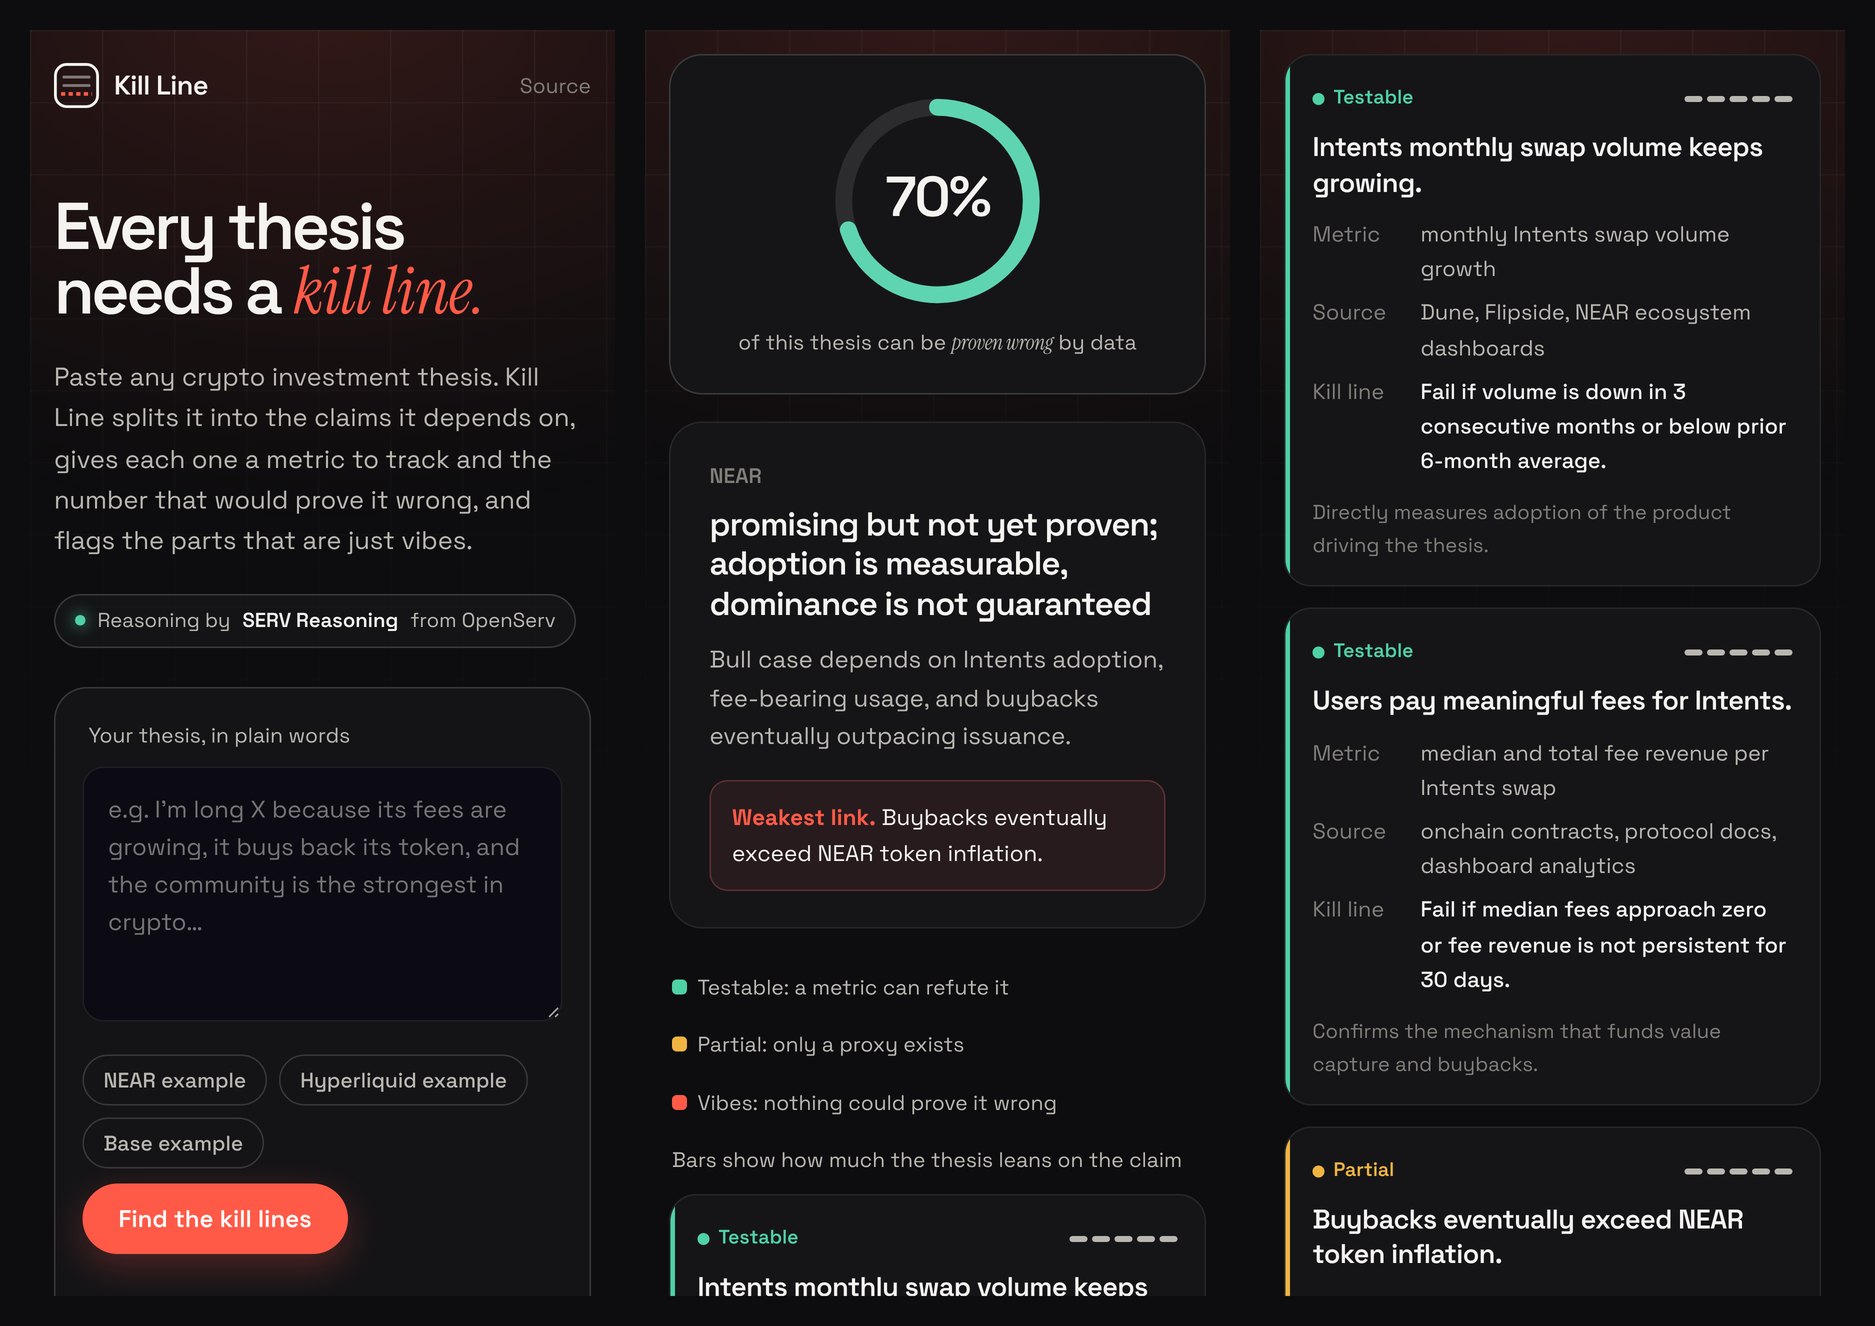 Kill Line
Source
Every thesis
needs a kill line.
Paste any crypto investment thesis. Kill
Line splits it into the claims it depends on,
gives each one a metric to track and the
number that would prove it wrong, and
flags the parts that are just vibes.
Reasoning by SERV Reasoning from OpenServ
Your thesis, in plain words
e.g. I'm long X because its fees are
growing, it buys back its token, and
the community is the strongest in
crypto...
NEAR example
Hyperliquid example
Base example
Find the kill lines
70%
of this thesis can be proven wrong by data
NEAR
promising but not yet proven;
adoption is measurable,
dominance is not guaranteed
Bull case depends on Intents adoption,
fee-bearing usage, and buybacks
eventually outpacing issuance.
Weakest link. Buybacks eventually
exceed NEAR token inflation.
Testable: a metric can refute it
Partial: only a proxy exists
Vibes: nothing could prove it wrong
Bars show how much the thesis leans on the claim
Testable
Intents monthly swap volume keeps
Testable
Intents monthly swap volume keeps
growing.
Metric monthly Intents swap volume
growth
Source Dune, Flipside, NEAR ecosystem
dashboards
Kill line Fail if volume is down in 3
consecutive months or below prior
6-month average.
Directly measures adoption of the product
driving the thesis.
Testable
Users pay meaningful fees for Intents.
Metric median and total fee revenue per
Intents swap
Source onchain contracts, protocol docs,
dashboard analytics
Kill line Fail if median fees approach zero
or fee revenue is not persistent for
30 days.
Confirms the mechanism that funds value
capture and buybacks.
Partial
Buybacks eventually exceed NEAR
token inflation.